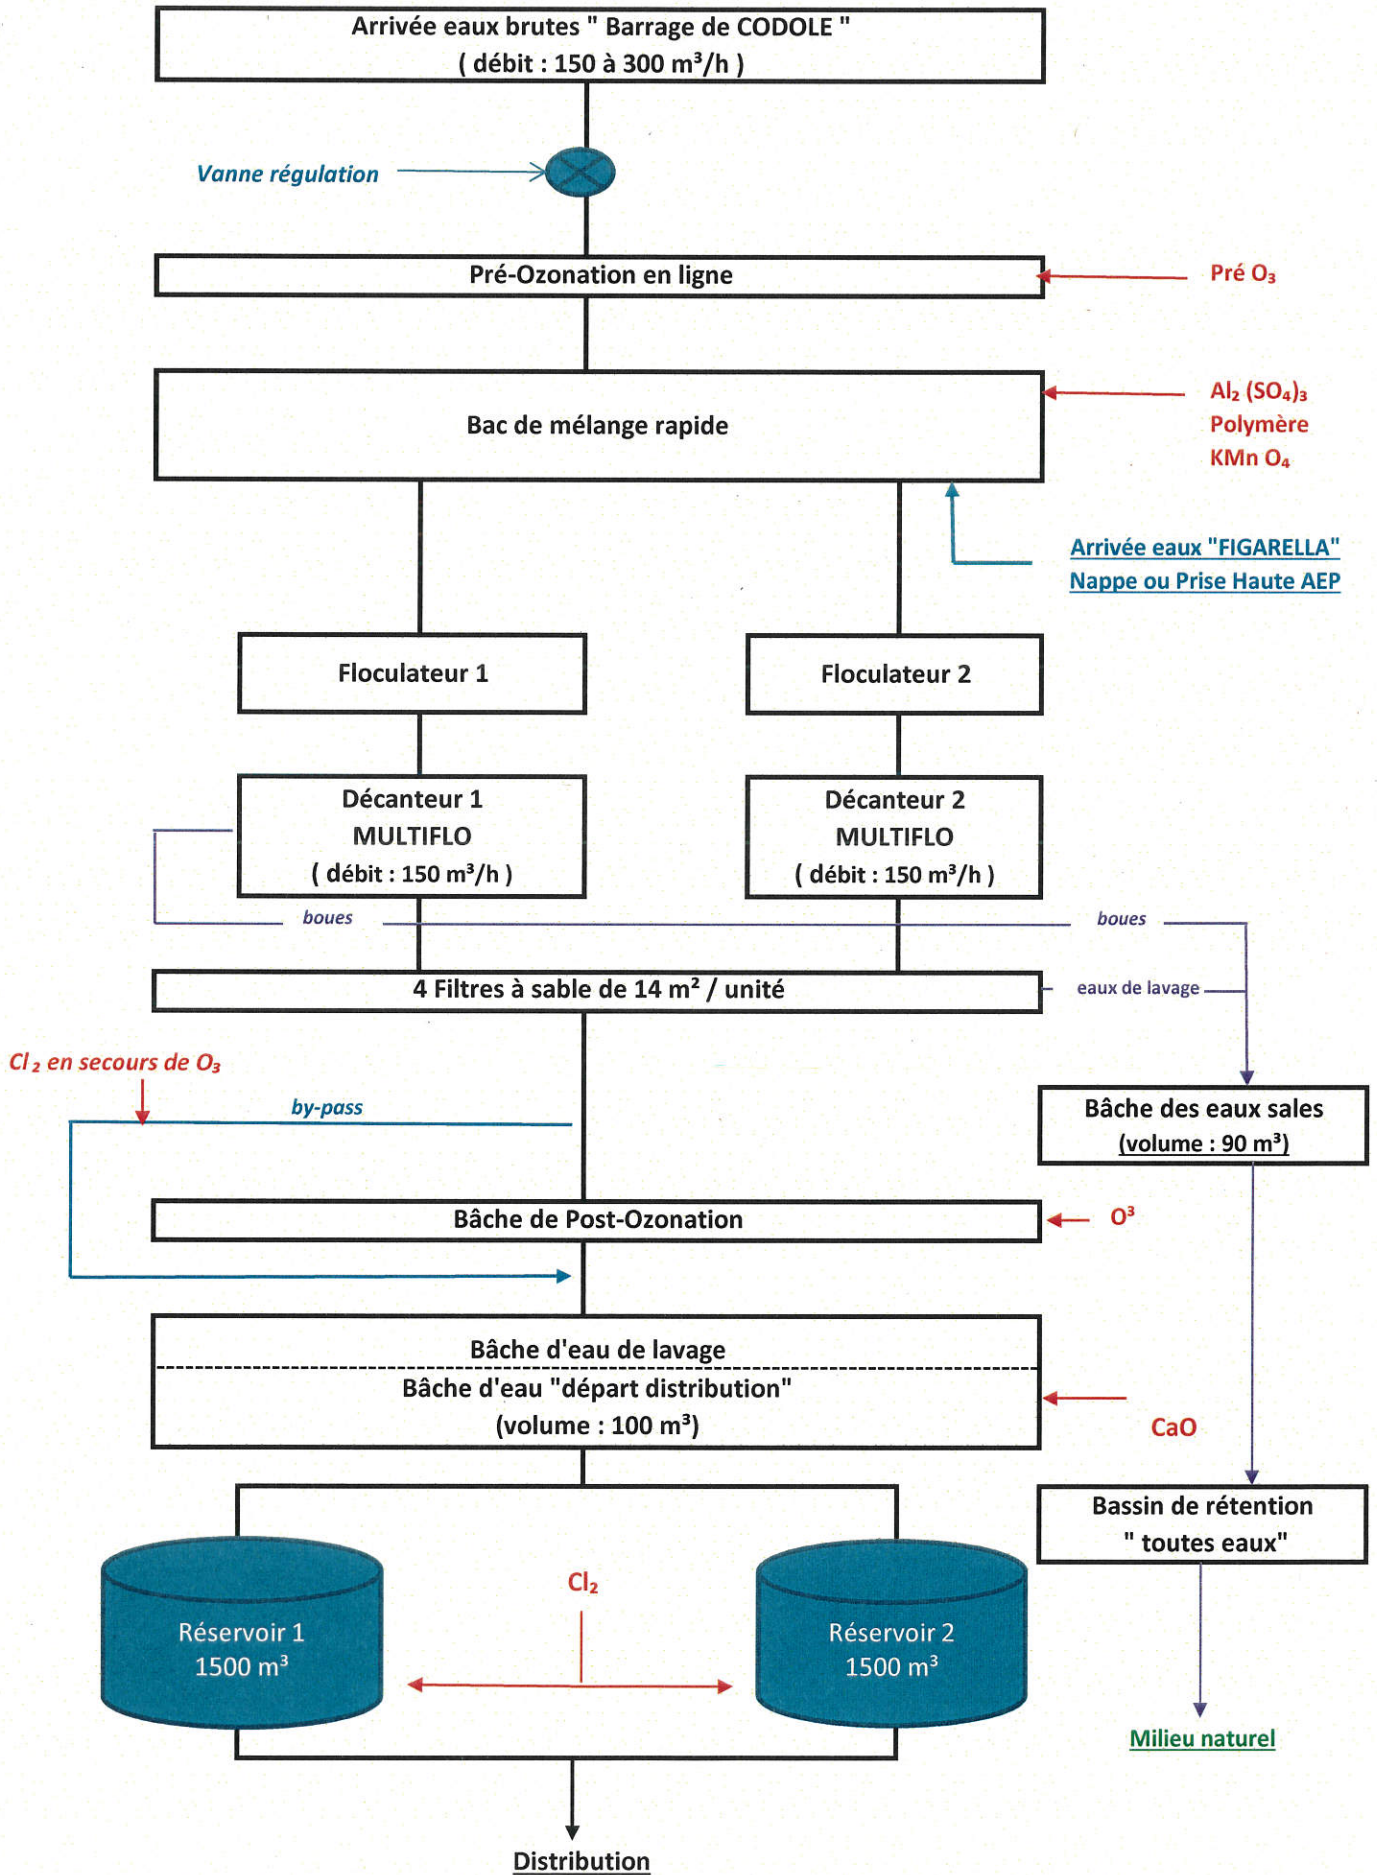 Arrivée eaux brutes " Barrage de CODOLE "
( débit : 150 à 300 m³/h )
Vanne régulation
Pré-Ozonation en ligne
Pré O₃
Bac de mélange rapide
Al₂ (SO₄)₃
Polymère
KMn O₄
Arrivée eaux "FIGARELLA"
Nappe ou Prise Haute AEP
Floculateur 1
Floculateur 2
Décanteur 1
MULTIFLO
( débit : 150 m³/h )
Décanteur 2
MULTIFLO
( débit : 150 m³/h )
boues
boues
4 Filtres à sable de 14 m² / unité
eaux de lavage
Cl₂ en secours de O₃
by-pass
Bâche des eaux sales
(volume : 90 m³)
Bâche de Post-Ozonation
O³
Bâche d'eau de lavage
Bâche d'eau "départ distribution"
(volume : 100 m³)
CaO
Bassin de rétention
" toutes eaux"
Cl₂
Réservoir 1
1500 m³
Réservoir 2
1500 m³
Milieu naturel
Distribution